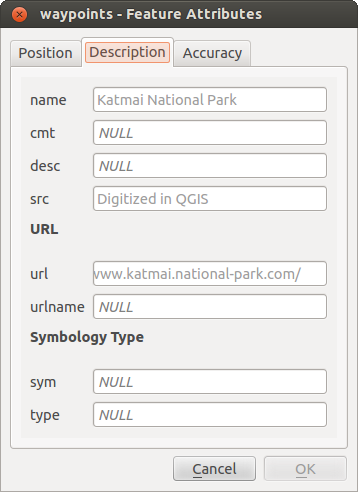 waypoints - Feature Attributes
Position Description Accuracy
name Katmai National Park
cmt NULL
desc NULL
src Digitized in QGIS
URL
url www.katmai.national-park.com/
urlname NULL
Symbology Type
sym NULL
type NULL
Cancel OK